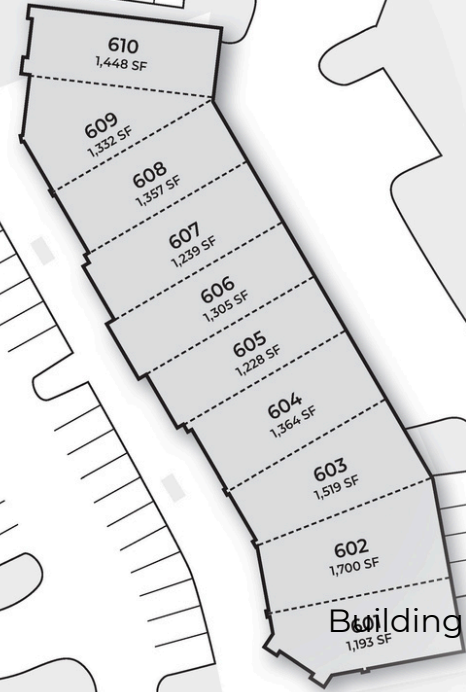 610
1,448 SF
609
1,332 SF
608
1,357 SF
607
1,239 SF
606
1,305 SF
605
1,228 SF
604
1,364 SF
603
1,519 SF
602
1,700 SF
601
Building
1,193 SF